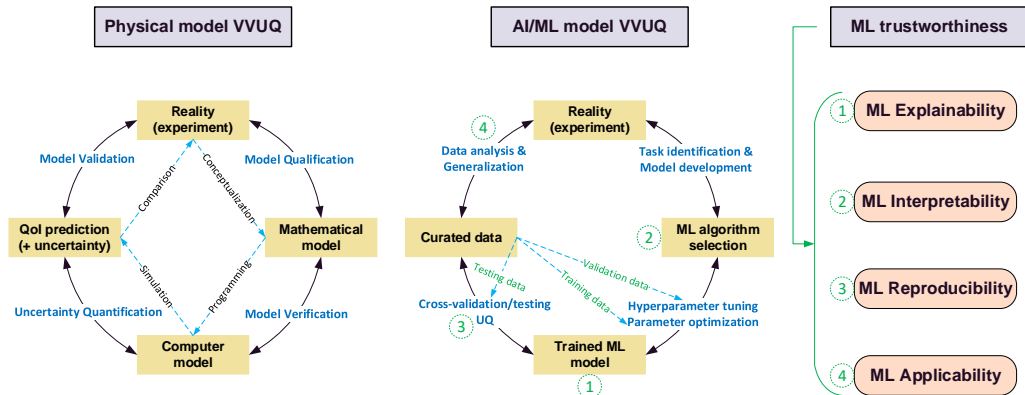 Physical model VVUQ
Reality
(experiment)
Model Validation
Model Qualification
Comparison
Conceptualization
QoI prediction
(+ uncertainty)
Mathematical
model
Simulation
Programming
Uncertainty Quantification
Model Verification
Computer
model
AI/ML model VVUQ
Reality
(experiment)
4
Data analysis &
Generalization
Task identification &
Model development
Curated data
2
ML algorithm
selection
Testing data
Training data
Validation data
Cross-validation/testing
UQ
3
Hyperparameter tuning
Parameter optimization
Trained ML
model
1
ML trustworthiness
1
ML Explainability
2
ML Interpretability
3
ML Reproducibility
4
ML Applicability